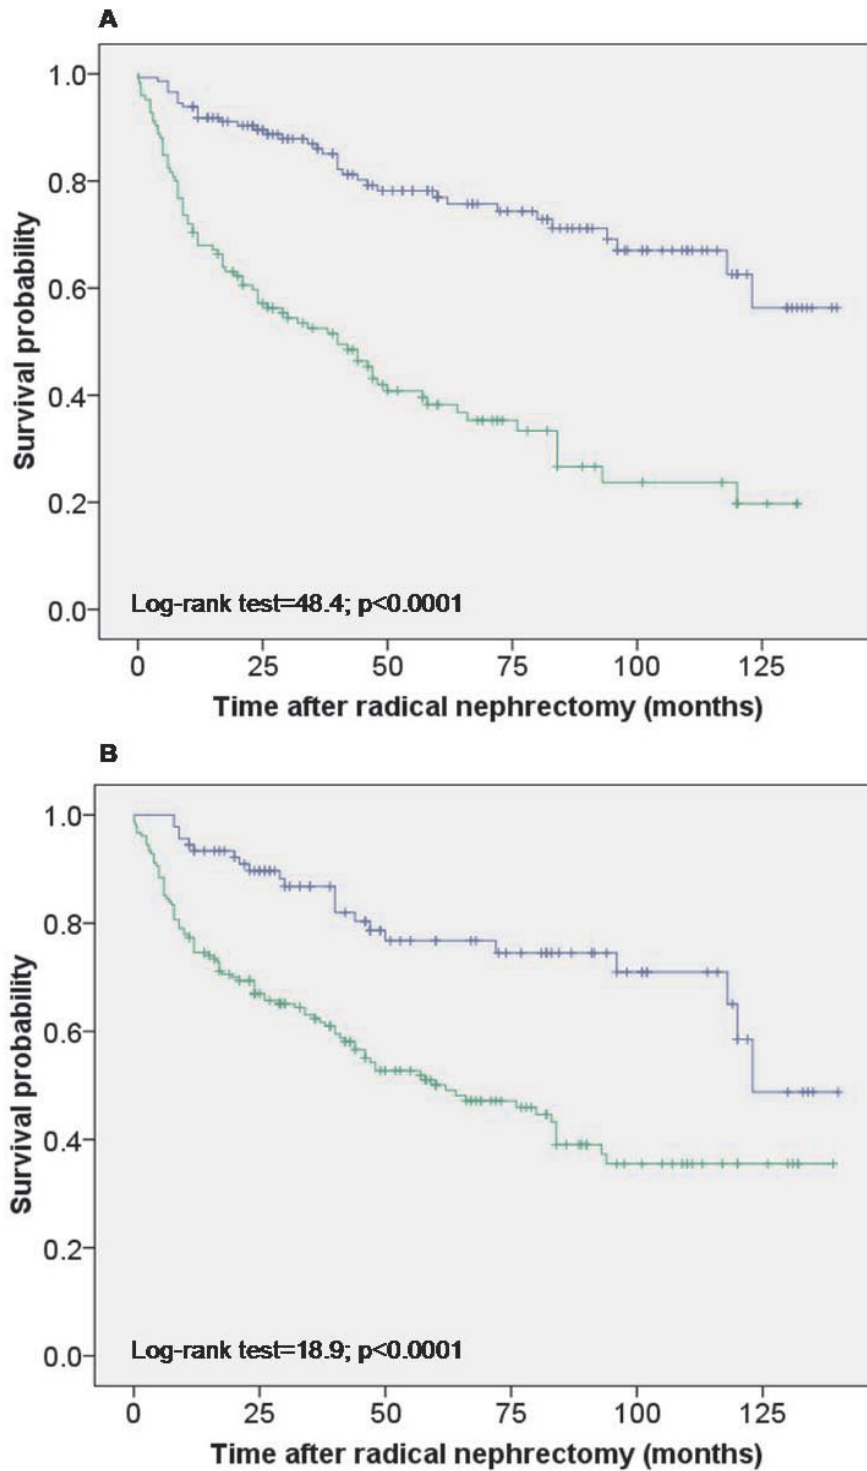 A
1.0
0.8
0.6
0.4
0.2
0.0
Survival probability
Log-rank test=48.4; p<0.0001
0 25 50 75 100 125
Time after radical nephrectomy (months)
B
1.0
0.8
0.6
0.4
0.2
0.0
Survival probability
Log-rank test=18.9; p<0.0001
0 25 50 75 100 125
Time after radical nephrectomy (months)